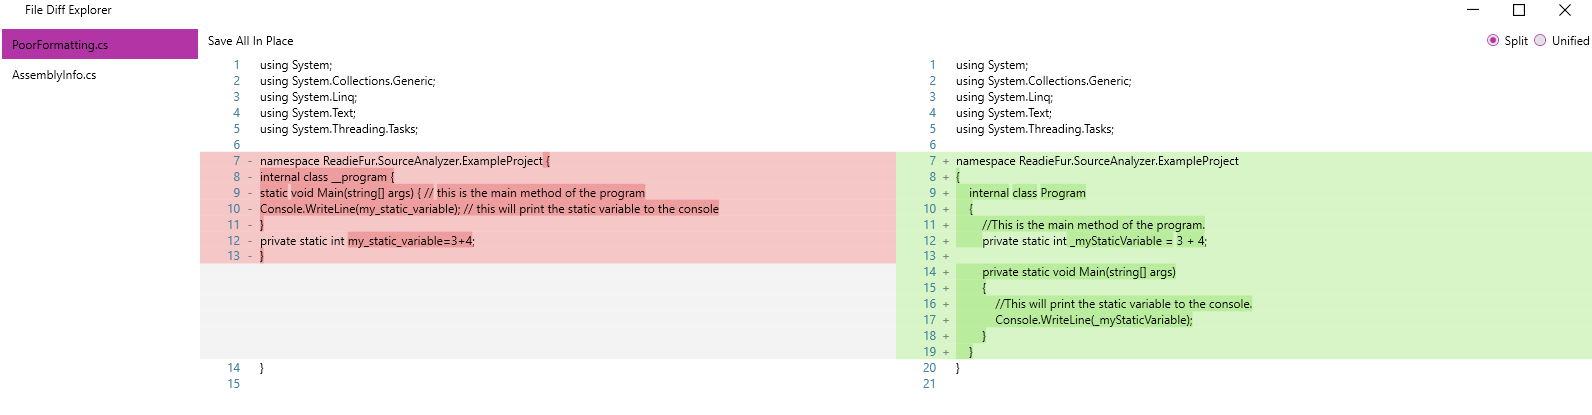 File Diff Explorer
PoorFormatting.cs
AssemblyInfo.cs
Save All In Place
Split Unified
1 using System;
2 using System.Collections.Generic;
3 using System.Linq;
4 using System.Text;
5 using System.Threading.Tasks;
6
7 - namespace ReadieFur.SourceAnalyzer.ExampleProject {
8 - internal class __program {
9 - static void Main(string[] args) { // this is the main method of the program
10 - Console.WriteLine(my_static_variable); // this will print the static variable to the console
11 - }
12 - private static int my_static_variable=3+4;
13 - }
14 }
15
1 using System;
2 using System.Collections.Generic;
3 using System.Linq;
4 using System.Text;
5 using System.Threading.Tasks;
6
7 + namespace ReadieFur.SourceAnalyzer.ExampleProject
8 + {
9 + internal class Program
10 + {
11 + //This is the main method of the program.
12 + private static int _myStaticVariable = 3 + 4;
13 +
14 + private static void Main(string[] args)
15 + {
16 + //This will print the static variable to the console.
17 + Console.WriteLine(_myStaticVariable);
18 + }
19 + }
20 }
21